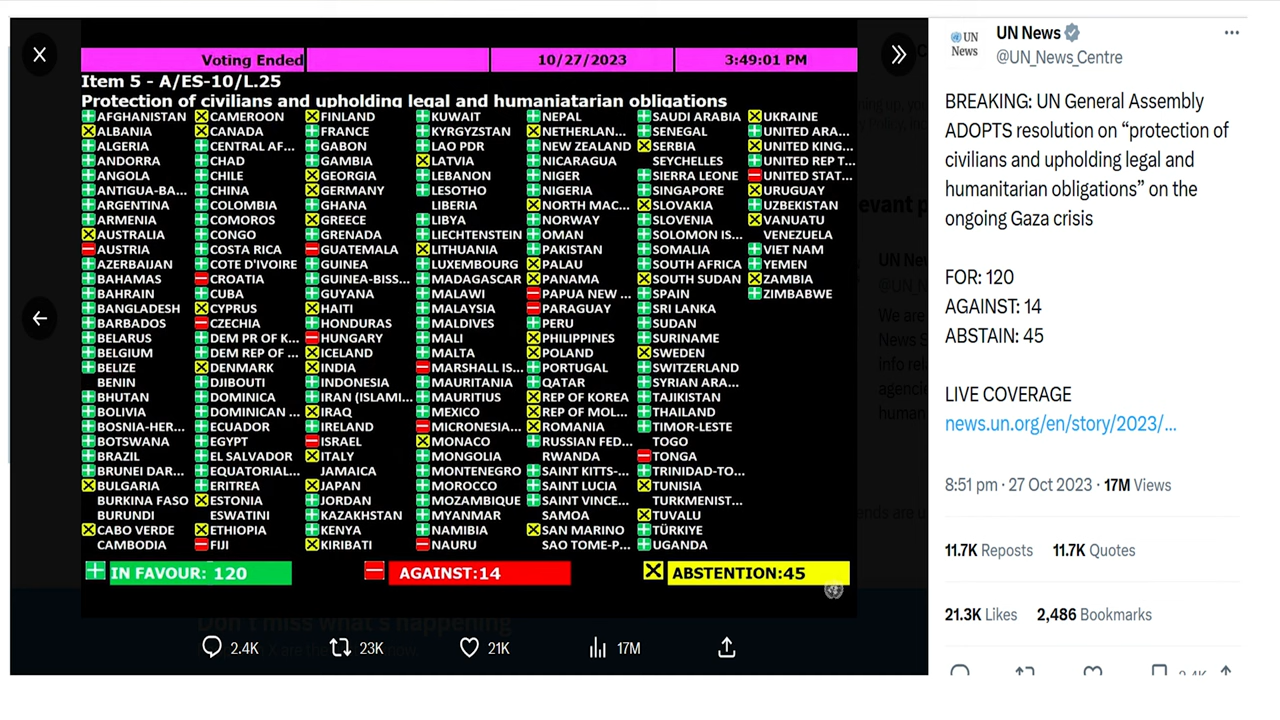 Voting Ended
10/27/2023
3:49:01 PM
Item 5 - A/ES-10/L.25
Protection of civilians and upholding legal and humaniatarian obligations
AFGHANISTAN
ALBANIA
ALGERIA
ANDORRA
ANGOLA
ANTIGUA-BA...
ARGENTINA
ARMENIA
AUSTRALIA
AUSTRIA
AZERBAIJAN
BAHAMAS
BAHRAIN
BANGLADESH
BARBADOS
BELARUS
BELGIUM
BELIZE
BENIN
BHUTAN
BOLIVIA
BOSNIA-HER...
BOTSWANA
BRAZIL
BRUNEI DAR...
BULGARIA
BURKINA FASO
BURUNDI
CABO VERDE
CAMBODIA
CAMEROON
CANADA
CENTRAL AF...
CHAD
CHILE
CHINA
COLOMBIA
COMOROS
CONGO
COSTA RICA
COTE D'IVOIRE
CROATIA
CUBA
CYPRUS
CZECHIA
DEM PR OF K...
DEM REP OF ...
DENMARK
DJIBOUTI
DOMINICA
DOMINICAN ...
ECUADOR
EGYPT
EL SALVADOR
EQUATORIAL...
ERITREA
ESTONIA
ESWATINI
ETHIOPIA
FIJI
FINLAND
FRANCE
GABON
GAMBIA
GEORGIA
GERMANY
GHANA
GREECE
GRENADA
GUATEMALA
GUINEA
GUINEA-BISS...
GUYANA
HAITI
HONDURAS
HUNGARY
ICELAND
INDIA
INDONESIA
IRAN (ISLAMI...
IRAQ
IRELAND
ISRAEL
ITALY
JAMAICA
JAPAN
JORDAN
KAZAKHSTAN
KENYA
KIRIBATI
KUWAIT
KYRGYZSTAN
LAO PDR
LATVIA
LEBANON
LESOTHO
LIBERIA
LIBYA
LIECHTENSTEIN
LITHUANIA
LUXEMBOURG
MADAGASCAR
MALAWI
MALAYSIA
MALDIVES
MALI
MALTA
MARSHALL IS...
MAURITANIA
MAURITIUS
MEXICO
MICRONESIA...
MONACO
MONGOLIA
MONTENEGRO
MOROCCO
MOZAMBIQUE
MYANMAR
NAMIBIA
NAURU
NEPAL
NETHERLAN...
NEW ZEALAND
NICARAGUA
NIGER
NIGERIA
NORTH MAC...
NORWAY
OMAN
PAKISTAN
PALAU
PANAMA
PAPUA NEW ...
PARAGUAY
PERU
PHILIPPINES
POLAND
PORTUGAL
QATAR
REP OF KOREA
REP OF MOL...
ROMANIA
RUSSIAN FED...
RWANDA
SAINT KITTS-...
SAINT LUCIA
SAINT VINCE...
SAMOA
SAN MARINO
SAO TOME-P...
SAUDI ARABIA
SENEGAL
SERBIA
SEYCHELLES
SIERRA LEONE
SINGAPORE
SLOVAKIA
SLOVENIA
SOLOMON IS...
SOMALIA
SOUTH AFRICA
SOUTH SUDAN
SPAIN
SRI LANKA
SUDAN
SURINAME
SWEDEN
SWITZERLAND
SYRIAN ARA...
TAJIKISTAN
THAILAND
TIMOR-LESTE
TOGO
TONGA
TRINIDAD-TO...
TUNISIA
TURKMENIST...
TUVALU
TÜRKIYE
UGANDA
UKRAINE
UNITED ARA...
UNITED KING...
UNITED REP T...
UNITED STAT...
URUGUAY
UZBEKISTAN
VANUATU
VENEZUELA
VIET NAM
YEMEN
ZAMBIA
ZIMBABWE
IN FAVOUR: 120
AGAINST:14
ABSTENTION:45
Don't miss what's happening
2.4K
23K
21K
17M
UN News
@UN_News_Centre
BREAKING: UN General Assembly
ADOPTS resolution on “protection of
civilians and upholding legal and
humanitarian obligations” on the
ongoing Gaza crisis
FOR: 120
AGAINST: 14
ABSTAIN: 45
LIVE COVERAGE
news.un.org/en/story/2023/...
8:51 pm · 27 Oct 2023 · 17M Views
11.7K Reposts 11.7K Quotes
21.3K Likes 2,486 Bookmarks